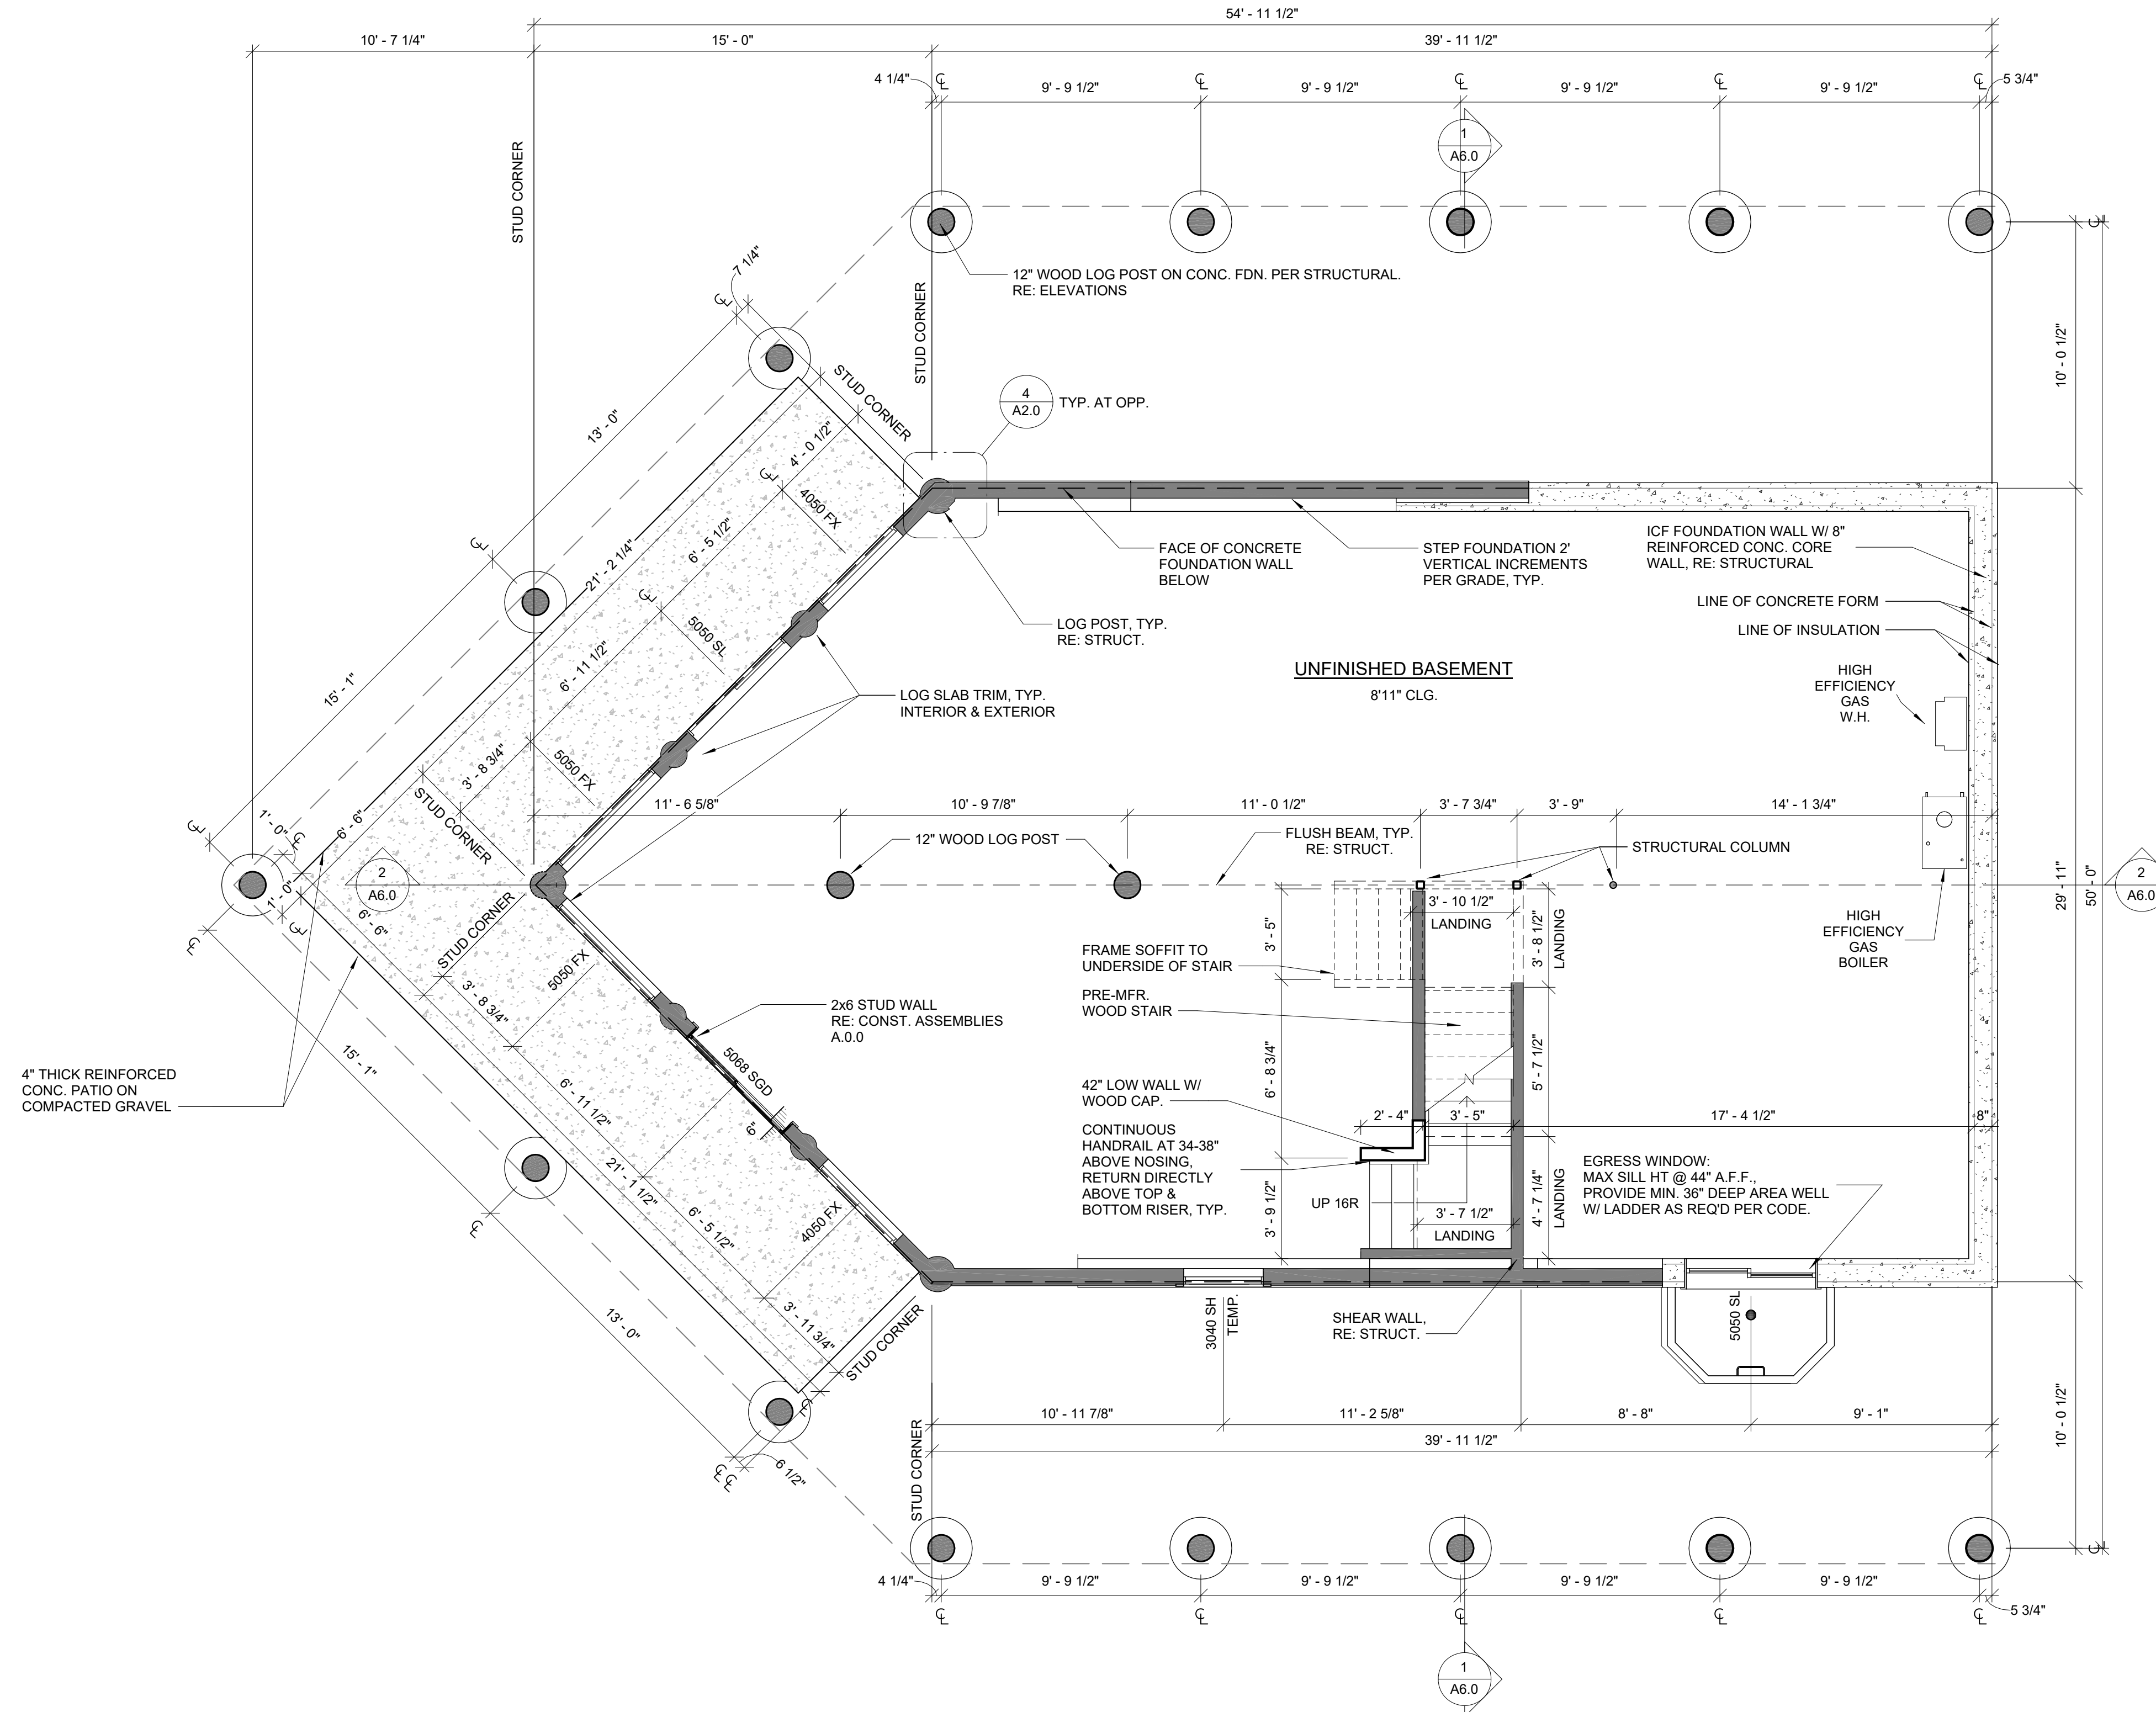 54' - 11 1/2"
10' - 7 1/4"
15' - 0"
39' - 11 1/2"
4 1/4"
9' - 9 1/2"
9' - 9 1/2"
9' - 9 1/2"
9' - 9 1/2"
5 3/4"
℄
℄
℄
℄
℄
1
A6.0
STUD CORNER
STUD CORNER
12" WOOD LOG POST ON CONC. FDN. PER STRUCTURAL.
RE: ELEVATIONS
7 1/4"
℄
STUD CORNER
4
A2.0
TYP. AT OPP.
10' - 0 1/2"
℄
℄
13' - 0"
4' - 0 1/2"
℄
4050 FX
6' - 5 1/2"
21' - 2 1/4"
℄
℄
5050 SL
6' - 11 1/2"
15' - 1"
3' - 8 3/4"
5050 FX
STUD CORNER
FACE OF CONCRETE
FOUNDATION WALL
BELOW
STEP FOUNDATION 2'
VERTICAL INCREMENTS
PER GRADE, TYP.
ICF FOUNDATION WALL W/ 8"
REINFORCED CONC. CORE
WALL, RE: STRUCTURAL
LINE OF CONCRETE FORM
LINE OF INSULATION
LOG POST, TYP.
RE: STRUCT.
UNFINISHED BASEMENT
8'11" CLG.
HIGH
EFFICIENCY
GAS
W.H.
LOG SLAB TRIM, TYP.
INTERIOR & EXTERIOR
11' - 6 5/8"
10' - 9 7/8"
11' - 0 1/2"
3' - 7 3/4"
3' - 9"
14' - 1 3/4"
12" WOOD LOG POST
FLUSH BEAM, TYP.
RE: STRUCT.
STRUCTURAL COLUMN
℄
1' - 0"
℄
6' - 6"
1' - 0"
℄
6' - 6"
2
A6.0
29' - 11"
50' - 0"
2
A6.0
HIGH
EFFICIENCY
GAS
BOILER
3' - 10 1/2"
LANDING
3' - 5"
3' - 8 1/2"
LANDING
FRAME SOFFIT TO
UNDERSIDE OF STAIR
PRE-MFR.
WOOD STAIR
STUD CORNER
5050 FX
3' - 8 3/4"
℄
2x6 STUD WALL
RE: CONST. ASSEMBLIES
A.0.0
15' - 1"
4" THICK REINFORCED
CONC. PATIO ON
COMPACTED GRAVEL
5068 SGD
6"
6' - 11 1/2"
21' - 1 1/2"
6' - 5 1/2"
4050 FX
3' - 11 3/4"
STUD CORNER
6' - 8 3/4"
5' - 7 1/2"
42" LOW WALL W/
WOOD CAP.
CONTINUOUS
HANDRAIL AT 34-38"
ABOVE NOSING,
RETURN DIRECTLY
ABOVE TOP &
BOTTOM RISER, TYP.
2' - 4"
3' - 5"
17' - 4 1/2"
8"
EGRESS WINDOW:
MAX SILL HT @ 44" A.F.F.,
PROVIDE MIN. 36" DEEP AREA WELL
W/ LADDER AS REQ'D PER CODE.
UP 16R
3' - 9 1/2"
3' - 7 1/2"
LANDING
4' - 7 1/4"
LANDING
℄
13' - 0"
℄
℄
℄
6 1/2"
3040 SH
TEMP.
SHEAR WALL,
RE: STRUCT.
5050 SL
10' - 11 7/8"
11' - 2 5/8"
8' - 8"
9' - 1"
39' - 11 1/2"
STUD CORNER
10' - 0 1/2"
℄
℄
4 1/4"
9' - 9 1/2"
9' - 9 1/2"
9' - 9 1/2"
9' - 9 1/2"
5 3/4"
℄
℄
℄
℄
℄
1
A6.0